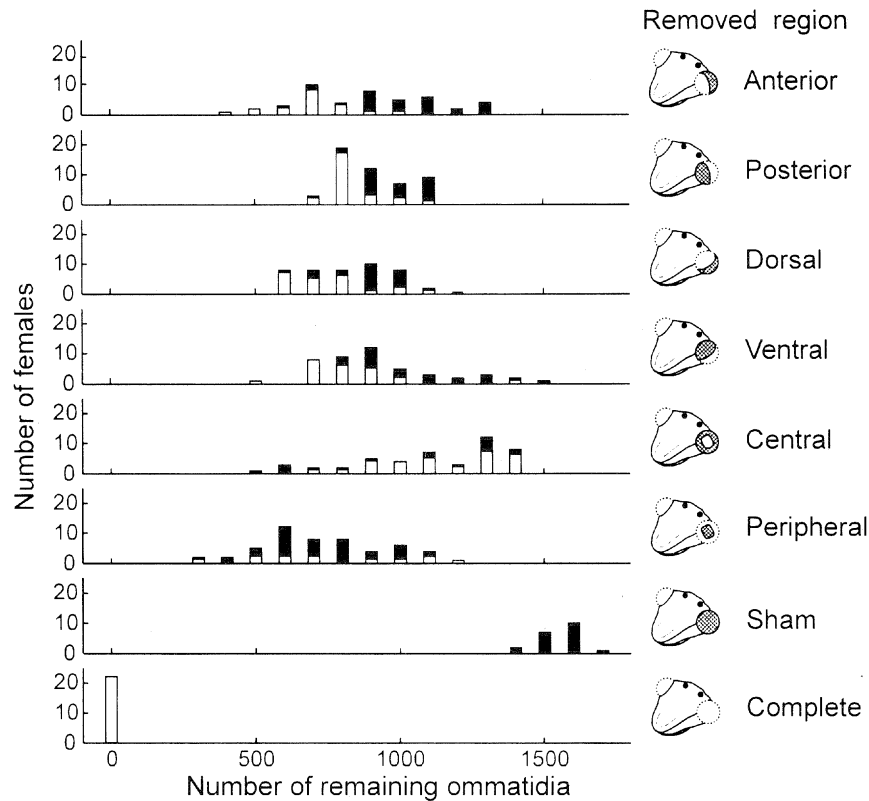 Removed region
20
10
0
Anterior
20
10
0
Posterior
20
10
0
Dorsal
20
10
0
Ventral
20
10
0
Central
20
10
0
Peripheral
20
10
0
Sham
20
10
0
Complete
0 500 1000 1500
Number of remaining ommatidia
Number of females